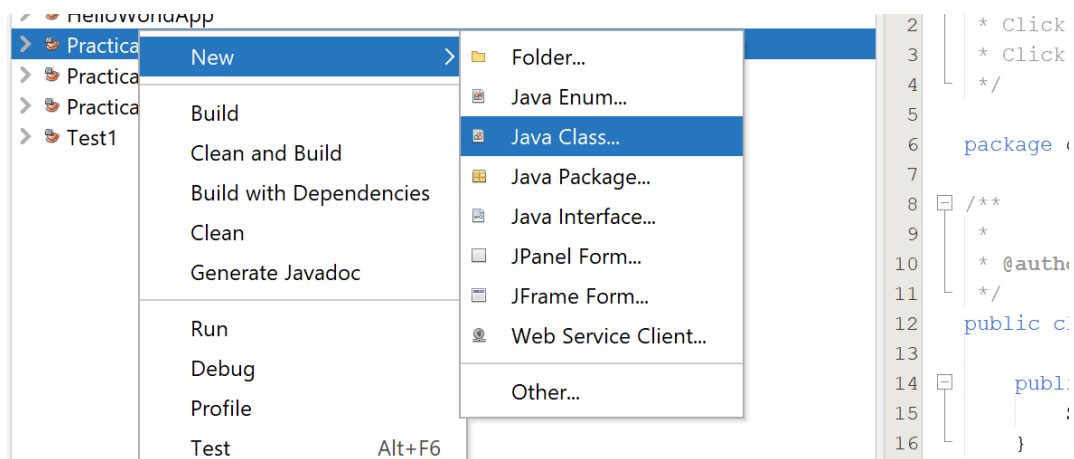 HelloWorldApp
Practica
Practica
Practica
Test1
New
Build
Clean and Build
Build with Dependencies
Clean
Generate Javadoc
Run
Debug
Profile
Test Alt+F6
Folder...
Java Enum...
Java Class...
Java Package...
Java Interface...
JPanel Form...
JFrame Form...
Web Service Client...
Other...
2 * Click
3 * Click
4 */
5
6 package
7
8 /**
9 *
10 * @autho
11 */
12 public cl
13
14 publi
15
16 }